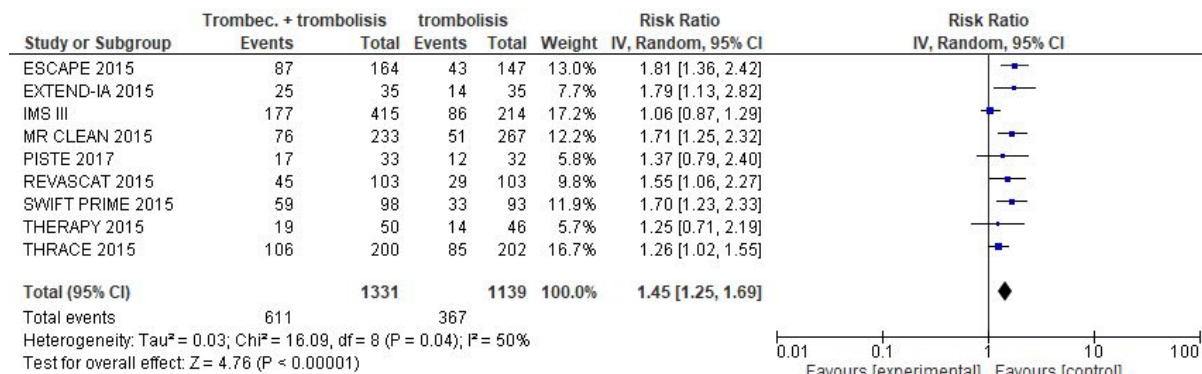 Trombec. + trombolisis trombolisis Risk Ratio Risk Ratio
Study or Subgroup Events Total Events Total Weight IV, Random, 95% CI IV, Random, 95% CI
ESCAPE 2015 87 164 43 147 13.0% 1.81 [1.36, 2.42]
EXTEND-IA 2015 25 35 14 35 7.7% 1.79 [1.13, 2.82]
IMS III 177 415 86 214 17.2% 1.06 [0.87, 1.29]
MR CLEAN 2015 76 233 51 267 12.2% 1.71 [1.25, 2.32]
PISTE 2017 17 33 12 32 5.8% 1.37 [0.79, 2.40]
REVASCAT 2015 45 103 29 103 9.8% 1.55 [1.06, 2.27]
SWIFT PRIME 2015 59 98 33 93 11.9% 1.70 [1.23, 2.33]
THERAPY 2015 19 50 14 46 5.6% 1.25 [0.71, 2.19]
THRACE 2015 106 200 85 202 16.7% 1.26 [1.02, 1.55]
Total (95% CI) 1331 1139 100.0% 1.45 [1.25, 1.69]
Total events 611 367
Heterogeneity: Tau² = 0.03; Chi² = 16.09, df = 8 (P = 0.04); I² = 50%
Test for overall effect: Z = 4.76 (P < 0.00001)
0.01 0.1 1 10 100
Favours [experimental] Favours [control]